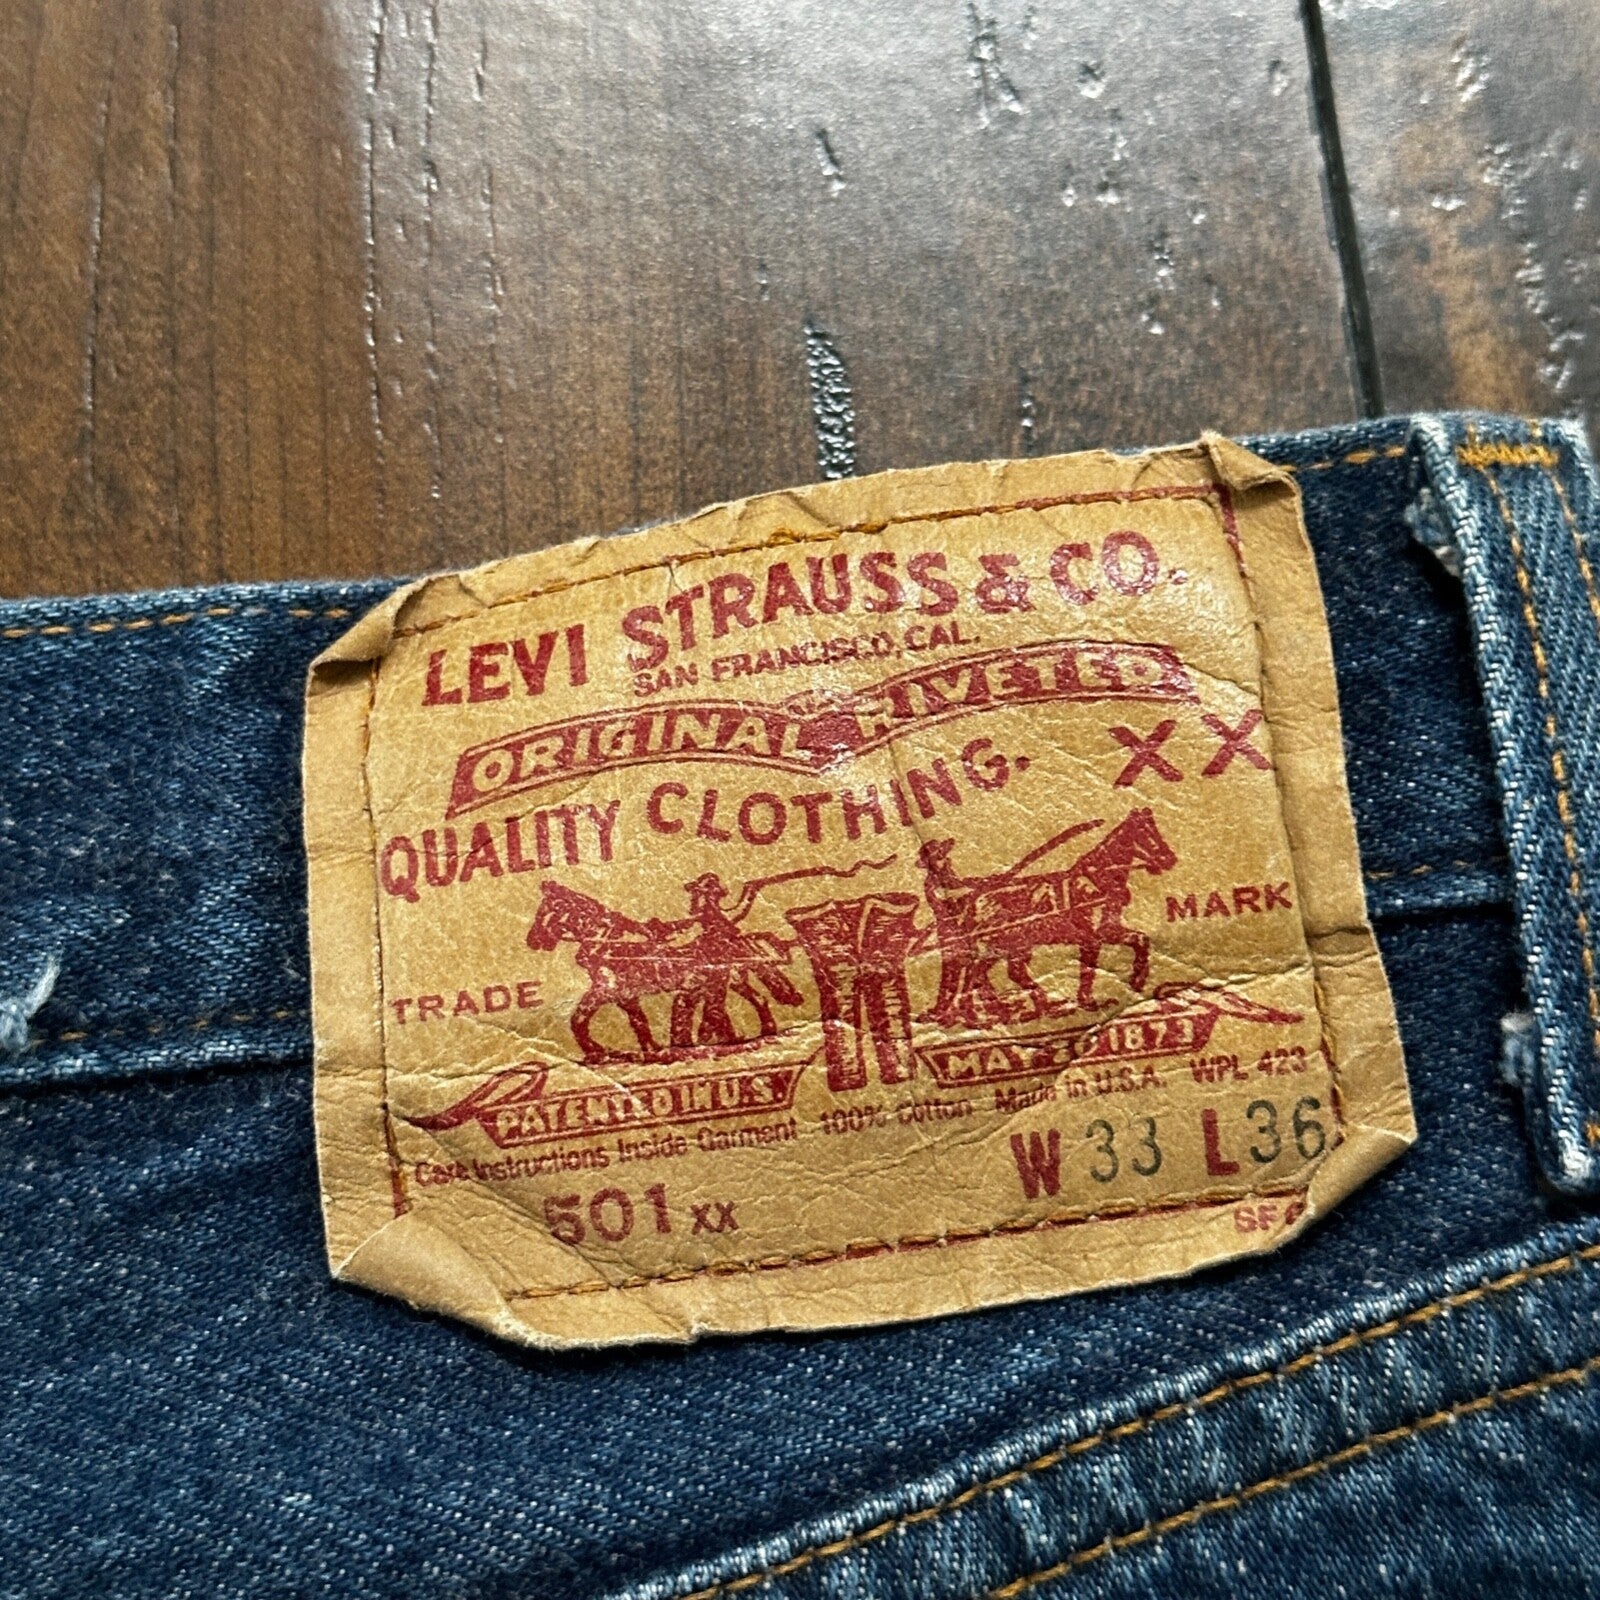 LEVI STRAUSS & CO.
SAN FRANCISCO, CAL.
ORIGINAL RIVETED
QUALITY CLOTHING. XX
TRADE MARK
PATENTED IN U.S. MAY 20 1873
Care Instructions Inside Garment 100% Cotton Made in U.S.A. WPL 423
501 XX W 33 L 36